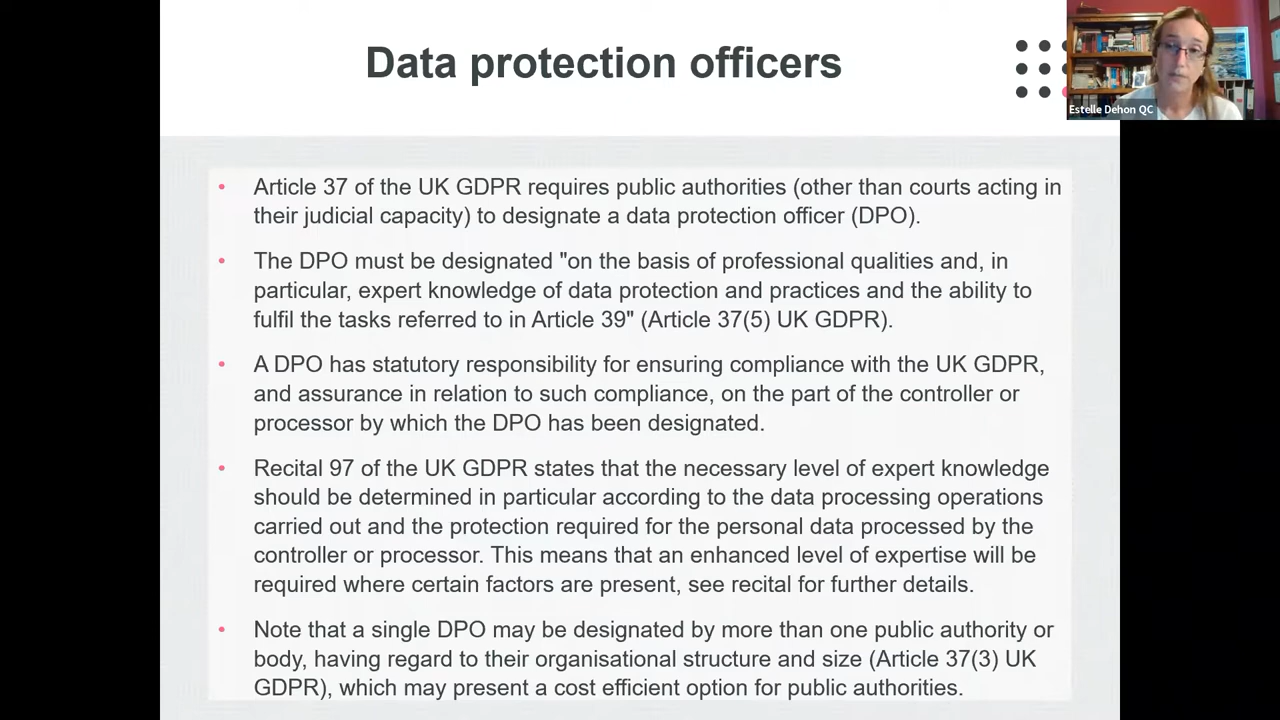 Data protection officers
Estelle Dehon QC
• Article 37 of the UK GDPR requires public authorities (other than courts acting in
their judicial capacity) to designate a data protection officer (DPO).
• The DPO must be designated "on the basis of professional qualities and, in
particular, expert knowledge of data protection and practices and the ability to
fulfil the tasks referred to in Article 39" (Article 37(5) UK GDPR).
• A DPO has statutory responsibility for ensuring compliance with the UK GDPR,
and assurance in relation to such compliance, on the part of the controller or
processor by which the DPO has been designated.
• Recital 97 of the UK GDPR states that the necessary level of expert knowledge
should be determined in particular according to the data processing operations
carried out and the protection required for the personal data processed by the
controller or processor. This means that an enhanced level of expertise will be
required where certain factors are present, see recital for further details.
• Note that a single DPO may be designated by more than one public authority or
body, having regard to their organisational structure and size (Article 37(3) UK
GDPR), which may present a cost efficient option for public authorities.